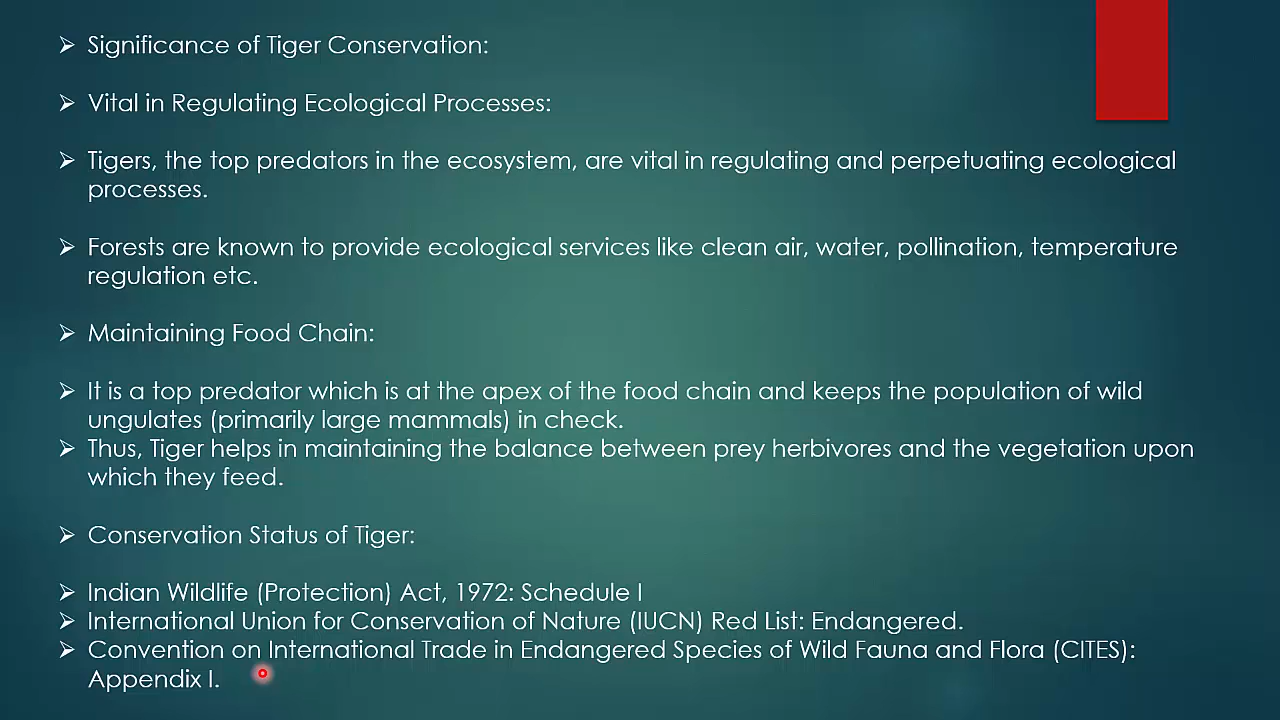 ➢ Significance of Tiger Conservation:
➢ Vital in Regulating Ecological Processes:
➢ Tigers, the top predators in the ecosystem, are vital in regulating and perpetuating ecological
processes.
➢ Forests are known to provide ecological services like clean air, water, pollination, temperature
regulation etc.
➢ Maintaining Food Chain:
➢ It is a top predator which is at the apex of the food chain and keeps the population of wild
ungulates (primarily large mammals) in check.
➢ Thus, Tiger helps in maintaining the balance between prey herbivores and the vegetation upon
which they feed.
➢ Conservation Status of Tiger:
➢ Indian Wildlife (Protection) Act, 1972: Schedule I
➢ International Union for Conservation of Nature (IUCN) Red List: Endangered.
➢ Convention on International Trade in Endangered Species of Wild Fauna and Flora (CITES):
Appendix I.